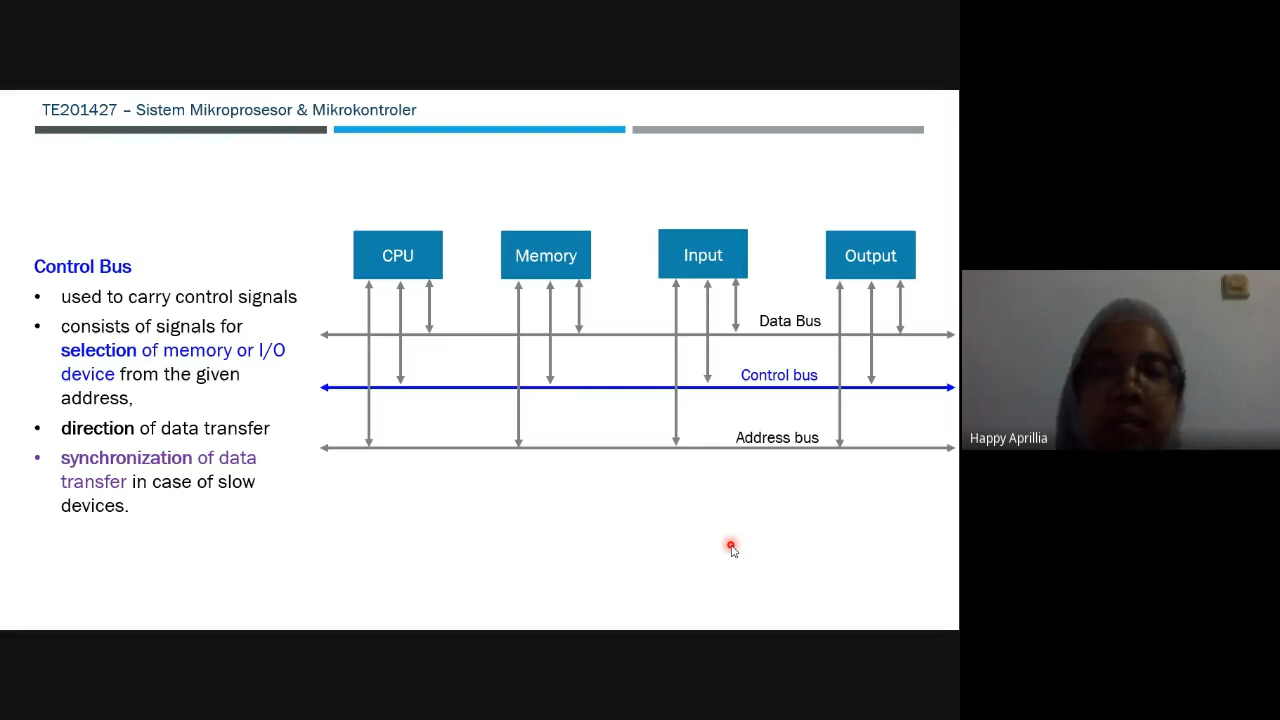 TE201427 – Sistem Mikroprosesor & Mikrokontroler
Control Bus
• used to carry control signals
• consists of signals for
selection of memory or I/O
device from the given
address,
• direction of data transfer
• synchronization of data
transfer in case of slow
devices.
CPU
Memory
Input
Output
Data Bus
Control bus
Address bus
Happy Aprillia